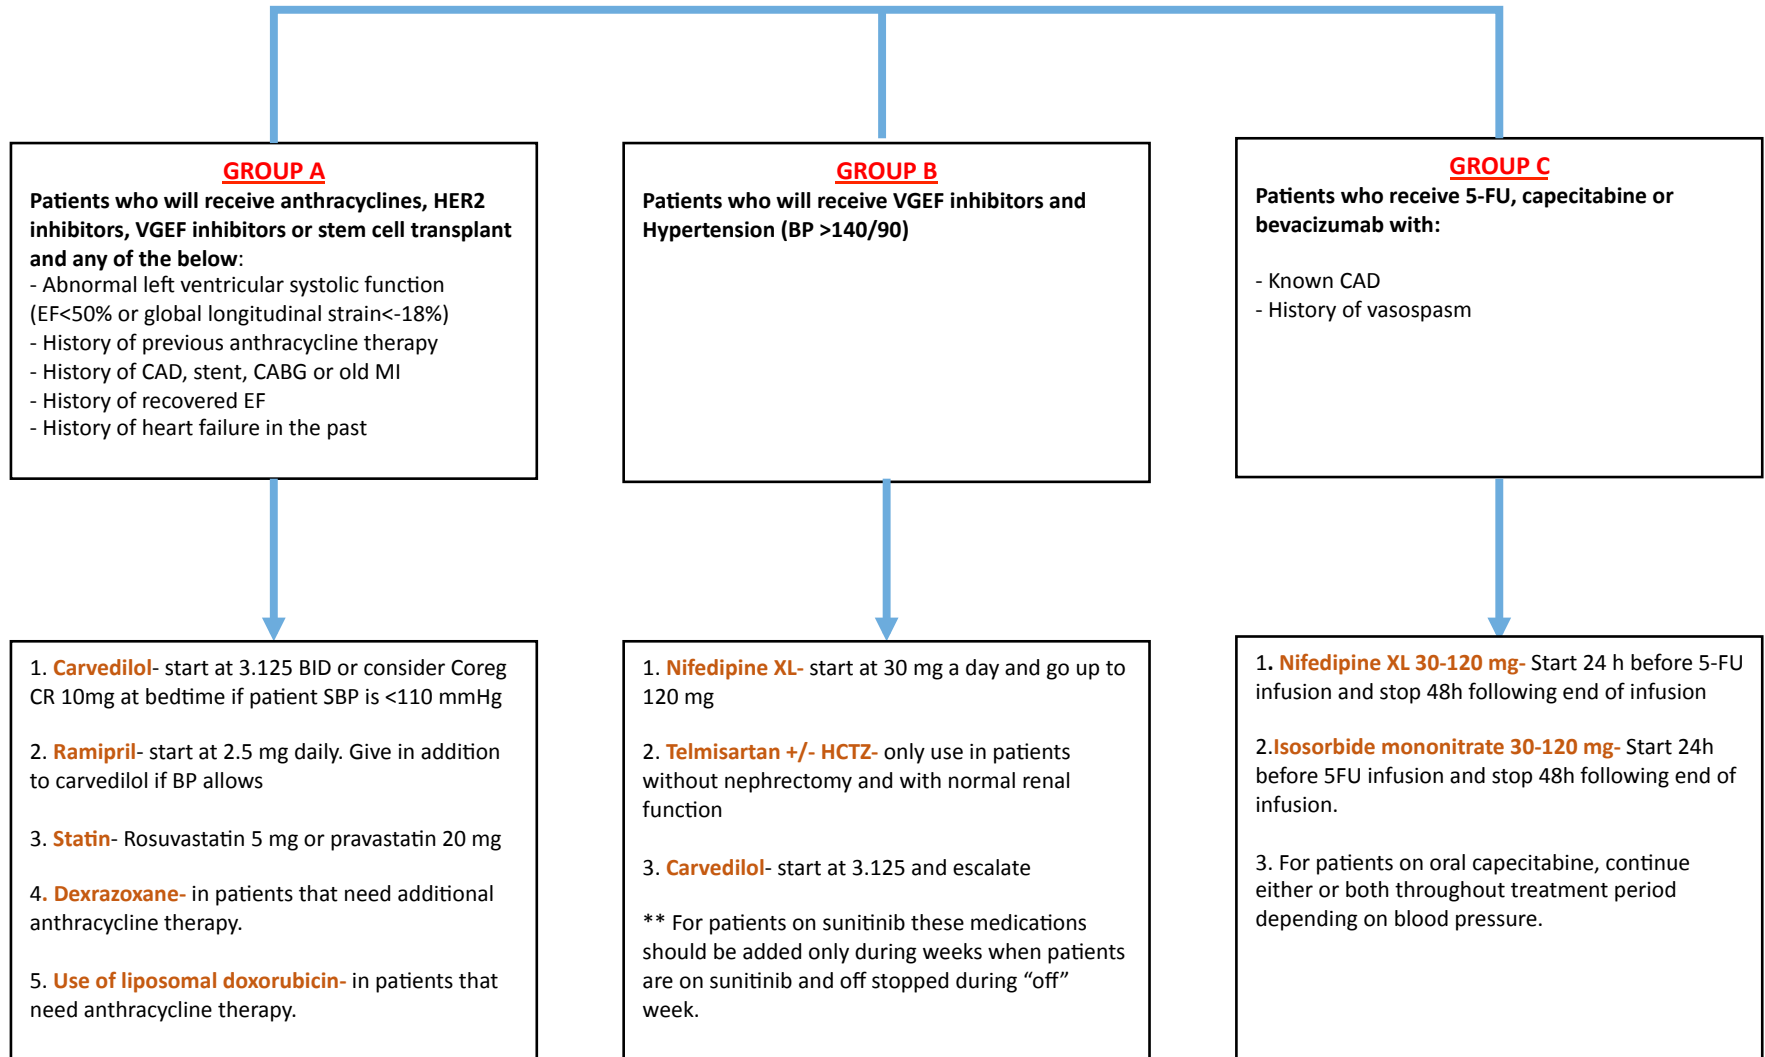 GROUP A
Patients who will receive anthracyclines, HER2
inhibitors, VGEF inhibitors or stem cell transplant
and any of the below:
- Abnormal left ventricular systolic function
(EF<50% or global longitudinal strain<-18%)
- History of previous anthracycline therapy
- History of CAD, stent, CABG or old MI
- History of recovered EF
- History of heart failure in the past
GROUP B
Patients who will receive VGEF inhibitors and
Hypertension (BP >140/90)
GROUP C
Patients who receive 5-FU, capecitabine or
bevacizumab with:
- Known CAD
- History of vasospasm
1. Carvedilol- start at 3.125 BID or consider Coreg
CR 10mg at bedtime if patient SBP is <110 mmHg
2. Ramipril- start at 2.5 mg daily. Give in addition
to carvedilol if BP allows
3. Statin- Rosuvastatin 5 mg or pravastatin 20 mg
4. Dexrazoxane- in patients that need additional
anthracycline therapy.
5. Use of liposomal doxorubicin- in patients that
need anthracycline therapy.
1. Nifedipine XL- start at 30 mg a day and go up to
120 mg
2. Telmisartan +/- HCTZ- only use in patients
without nephrectomy and with normal renal
function
3. Carvedilol- start at 3.125 and escalate
** For patients on sunitinib these medications
should be added only during weeks when patients
are on sunitinib and off stopped during “off”
week.
1. Nifedipine XL 30-120 mg- Start 24 h before 5-FU
infusion and stop 48h following end of infusion
2.Isosorbide mononitrate 30-120 mg- Start 24h
before 5FU infusion and stop 48h following end of
infusion.
3. For patients on oral capecitabine, continue
either or both throughout treatment period
depending on blood pressure.